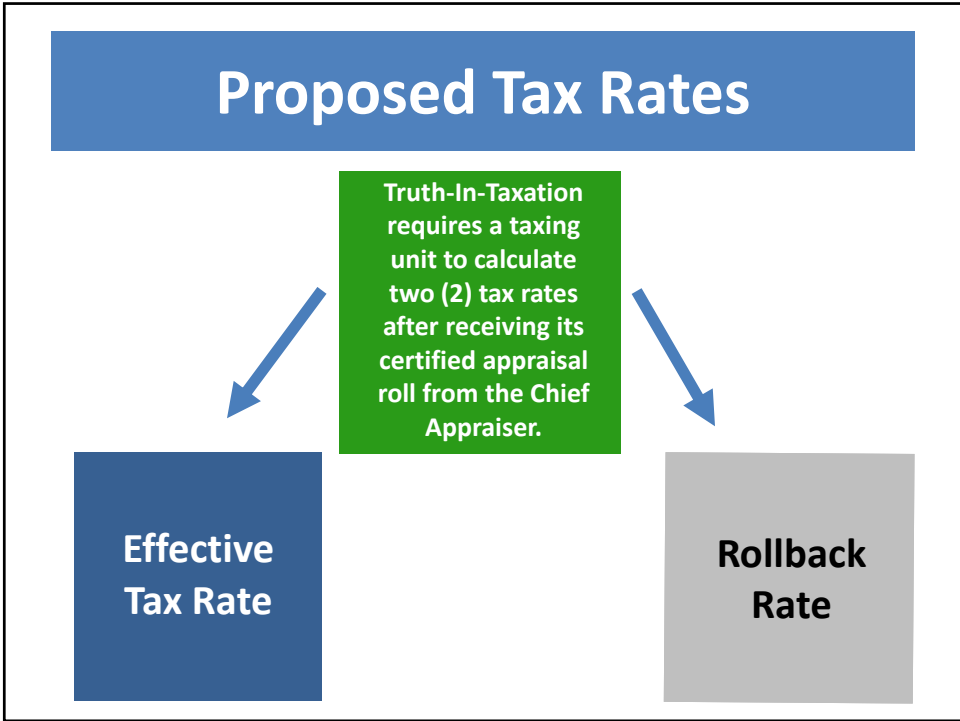 Proposed Tax Rates
Truth-In-Taxation
requires a taxing
unit to calculate
two (2) tax rates
after receiving its
certified appraisal
roll from the Chief
Appraiser.
Effective
Tax Rate
Rollback
Rate